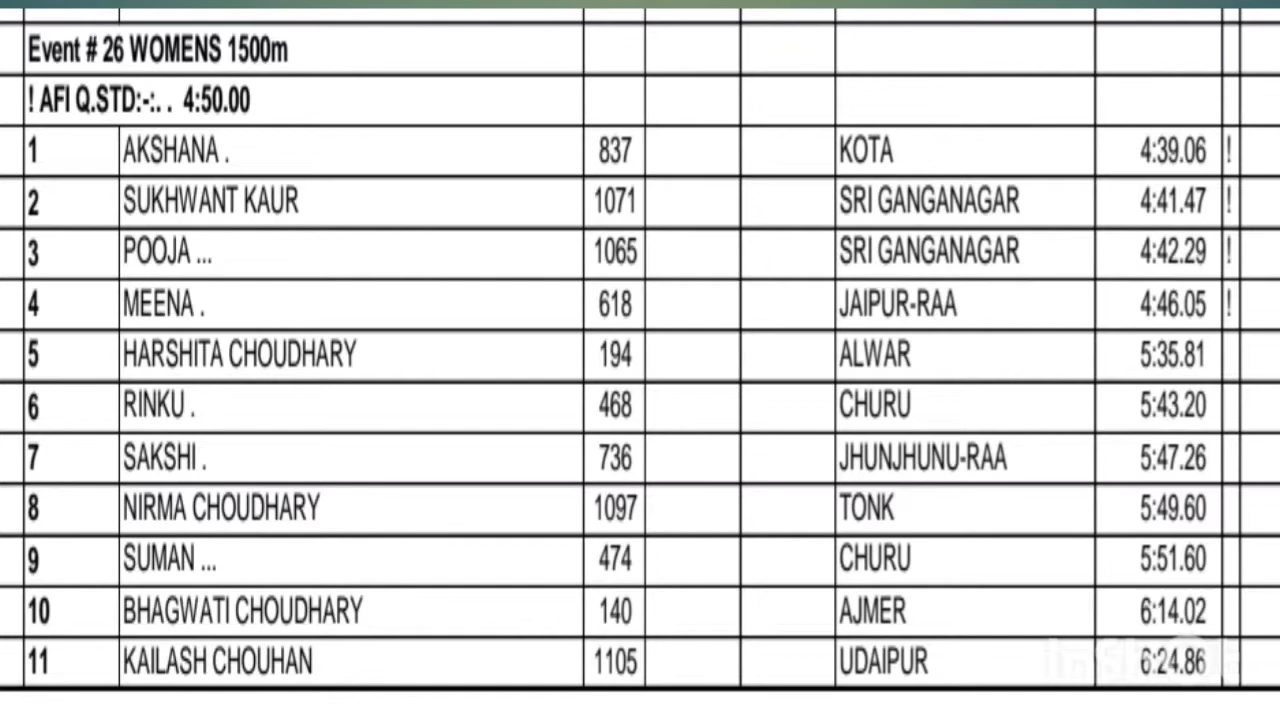 Event # 26 WOMENS 1500m
! AFI Q.STD:-:. . 4:50.00
1 AKSHANA . 837 KOTA 4:39.06 !
2 SUKHWANT KAUR 1071 SRI GANGANAGAR 4:41.47 !
3 POOJA ... 1065 SRI GANGANAGAR 4:42.29 !
4 MEENA . 618 JAIPUR-RAA 4:46.05 !
5 HARSHITA CHOUDHARY 194 ALWAR 5:35.81
6 RINKU . 468 CHURU 5:43.20
7 SAKSHI . 736 JHUNJHUNU-RAA 5:47.26
8 NIRMA CHOUDHARY 1097 TONK 5:49.60
9 SUMAN ... 474 CHURU 5:51.60
10 BHAGWATI CHOUDHARY 140 AJMER 6:14.02
11 KAILASH CHOUHAN 1105 UDAIPUR 6:24.86